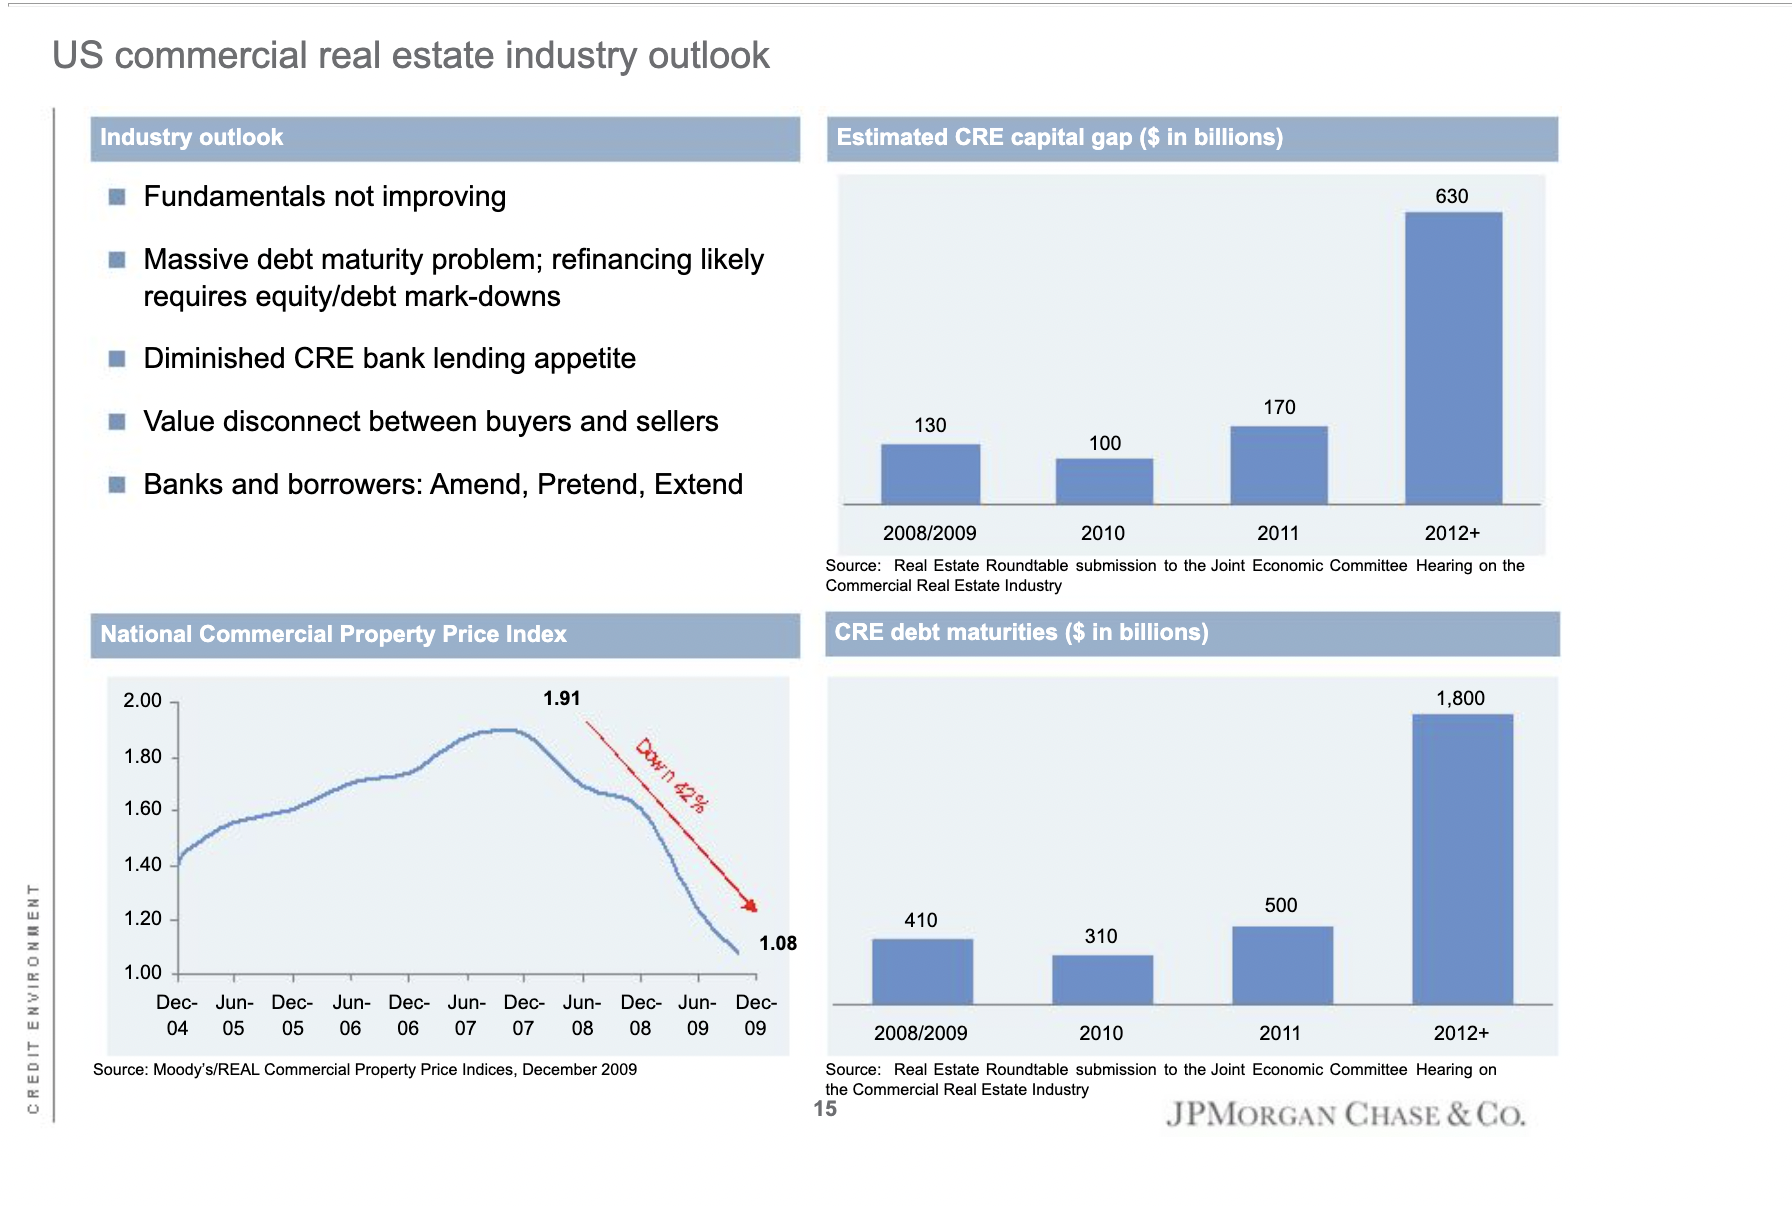 US commercial real estate industry outlook
Industry outlook
Fundamentals not improving
Massive debt maturity problem; refinancing likely
requires equity/debt mark-downs
Diminished CRE bank lending appetite
Value disconnect between buyers and sellers
Banks and borrowers: Amend, Pretend, Extend
Estimated CRE capital gap ($ in billions)
630
170
130
100
2008/2009 2010 2011 2012+
Source: Real Estate Roundtable submission to the Joint Economic Committee Hearing on the
Commercial Real Estate Industry
National Commercial Property Price Index
2.00
1.80
1.60
1.40
1.20
1.00
1.91
Down 42%
1.08
Dec- Jun- Dec- Jun- Dec- Jun- Dec- Jun- Dec- Jun- Dec-
04 05 05 06 06 07 07 08 08 09 09
Source: Moody's/REAL Commercial Property Price Indices, December 2009
CRE debt maturities ($ in billions)
1,800
500
410
310
2008/2009 2010 2011 2012+
Source: Real Estate Roundtable submission to the Joint Economic Committee Hearing on
the Commercial Real Estate Industry
CREDIT ENVIRONMENT
15
JPMORGAN CHASE & CO.